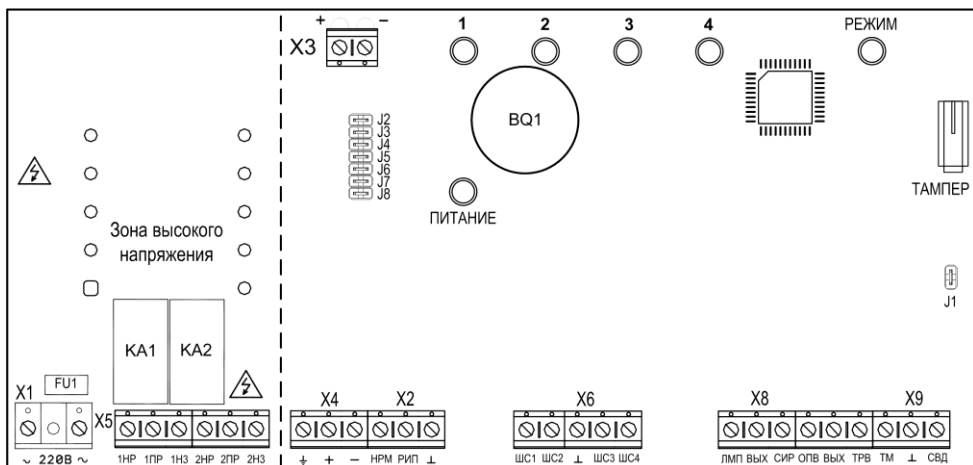 + −
X3
1 2 3 4 РЕЖИМ
J2
J3
J4
J5
J6
J7
J8
BQ1
ПИТАНИЕ
ТАМПЕР
J1
Зона высокого
напряжения
KA1 KA2
FU1
X1 X5 X4 X2 X6 X8 X9
~ 220В ~ 1НР 1ПР 1НЗ 2НР 2ПР 2НЗ ⏚ + − НРМ РИП ⊥ ШС1 ШС2 ⊥ ШС3 ШС4 ЛМП ВЫХ СИР ОПВ ВЫХ ТРВ ТМ ⊥ СВД